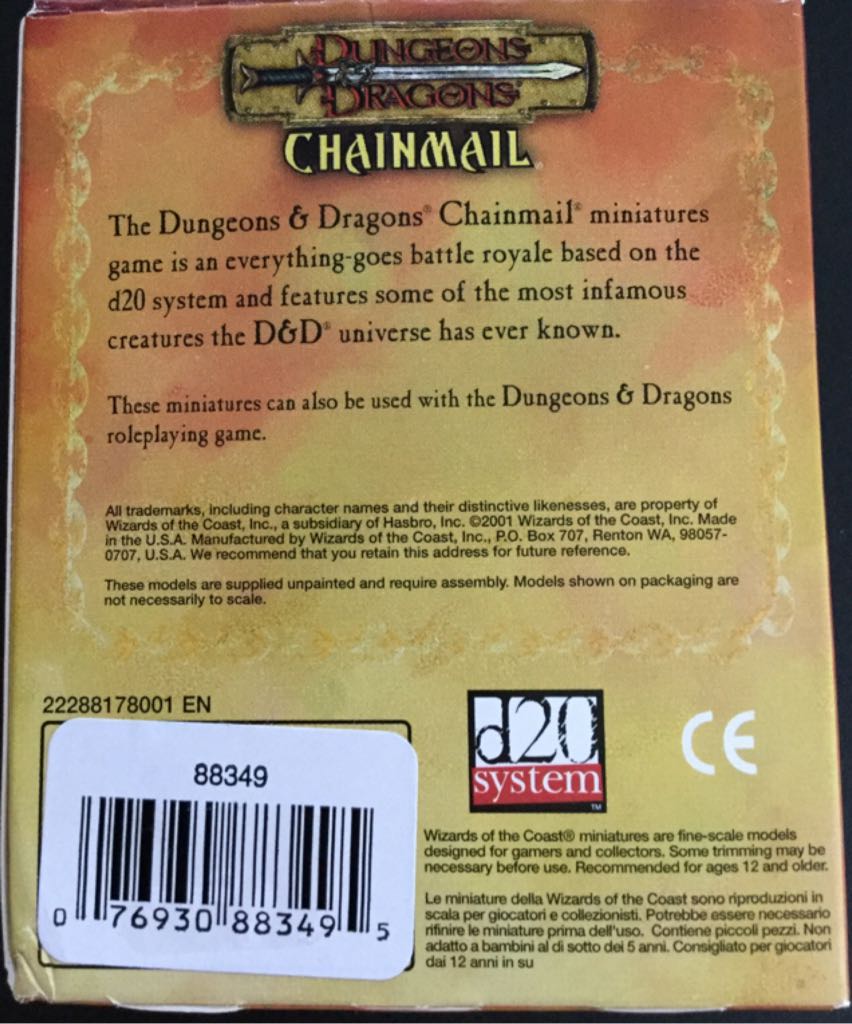 DUNGEONS
DRAGONS®
CHAINMAIL
The Dungeons & Dragons® Chainmail® miniatures
game is an everything-goes battle royale based on the
d20 system and features some of the most infamous
creatures the D&D® universe has ever known.
These miniatures can also be used with the Dungeons & Dragons
roleplaying game.
All trademarks, including character names and their distinctive likenesses, are property of
Wizards of the Coast, Inc., a subsidiary of Hasbro, Inc. ©2001 Wizards of the Coast, Inc. Made
in the U.S.A. Manufactured by Wizards of the Coast, Inc., P.O. Box 707, Renton WA, 98057-
0707, U.S.A. We recommend that you retain this address for future reference.
These models are supplied unpainted and require assembly. Models shown on packaging are
not necessarily to scale.
22288178001 EN
88349
0 76930 88349 5
d20
system
TM
CE
Wizards of the Coast® miniatures are fine-scale models
designed for gamers and collectors. Some trimming may be
necessary before use. Recommended for ages 12 and older.
Le miniature della Wizards of the Coast sono riproduzioni in
scala per giocatori e collezionisti. Potrebbe essere necessario
rifinire le miniature prima dell'uso. Contiene piccoli pezzi. Non
adatto a bambini al di sotto dei 5 anni. Consigliato per giocatori
dai 12 anni in su